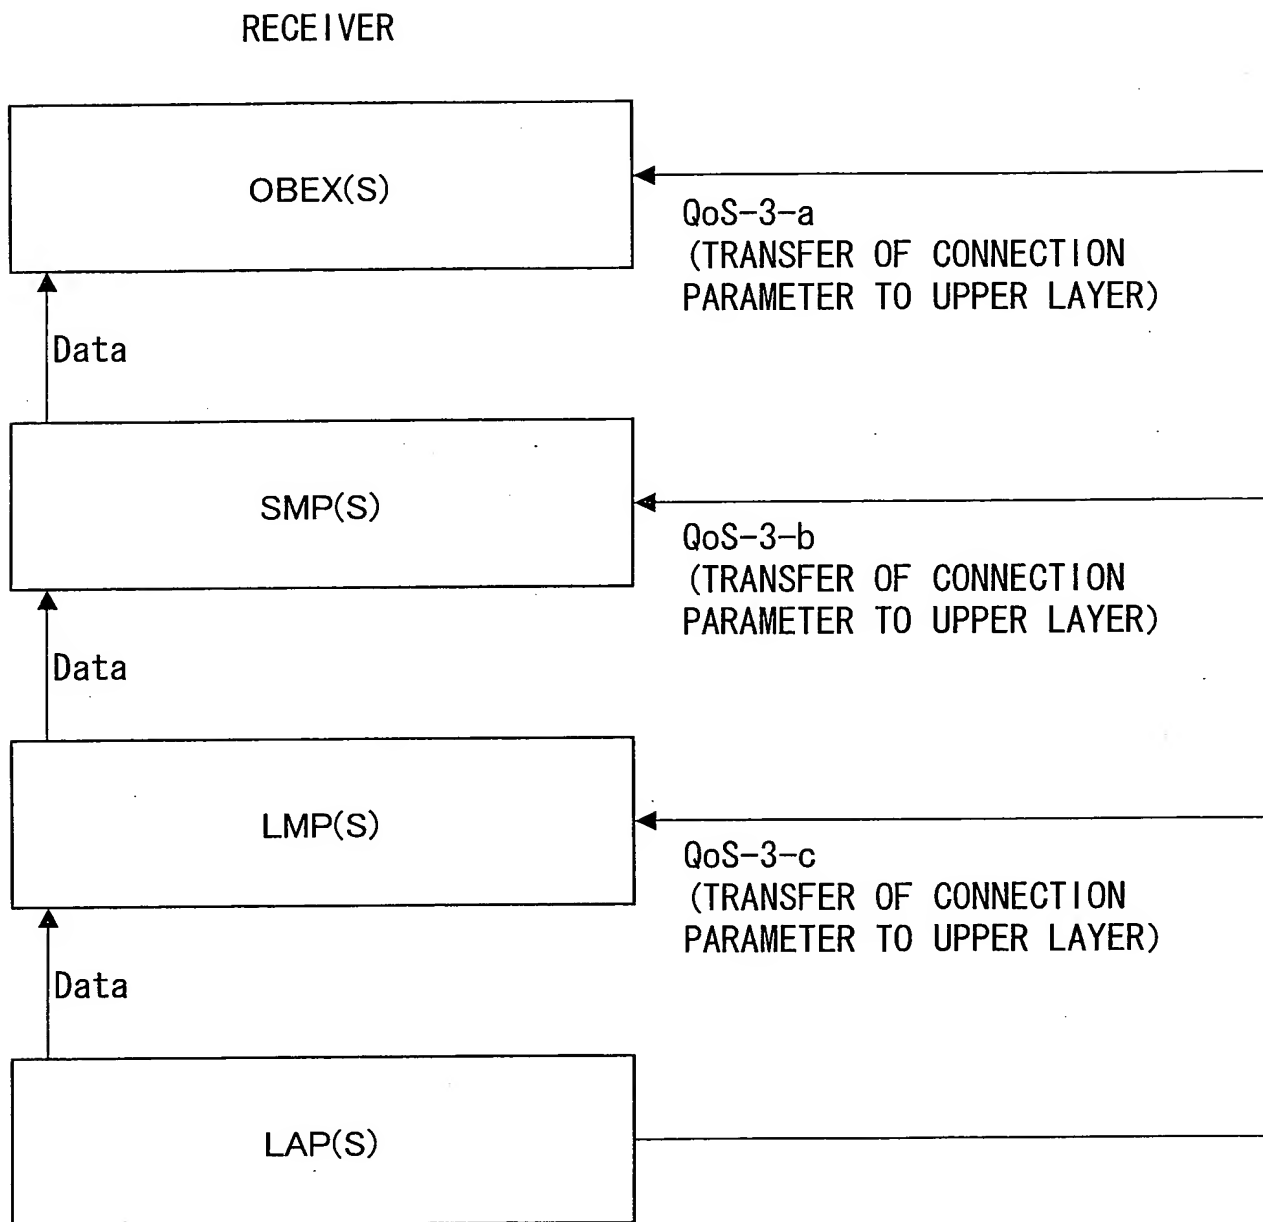 RECEIVER
OBEX(S)
QoS-3-a
(TRANSFER OF CONNECTION
PARAMETER TO UPPER LAYER)
Data
SMP(S)
QoS-3-b
(TRANSFER OF CONNECTION
PARAMETER TO UPPER LAYER)
Data
LMP(S)
QoS-3-c
(TRANSFER OF CONNECTION
PARAMETER TO UPPER LAYER)
Data
LAP(S)